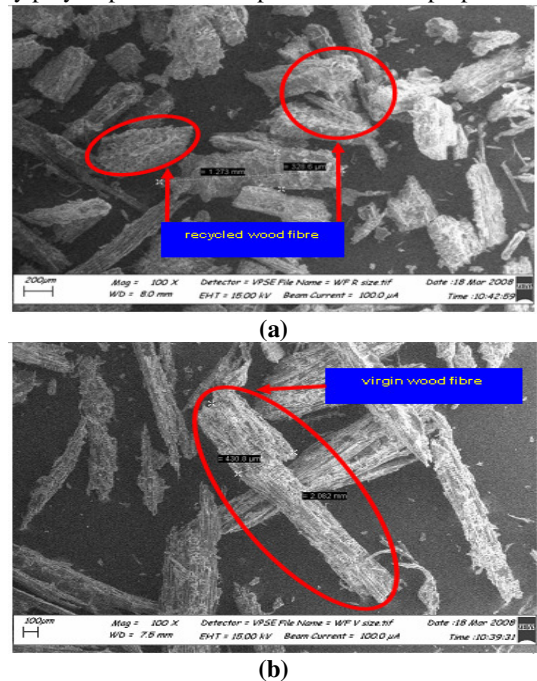 = 1.273 mm
= 526.6 µm
recycled wood fibre
200µm
Mag = 100 X
Detector = VPSE File Name = WF R size.tif
Date :18 Mar 2008
WD = 8.0 mm
EHT = 15.00 kV
Beam Current = 100.0 µA
Time :10:42:59
(a)
virgin wood fibre
= 2.062 mm
100µm
Mag = 100 X
Detector = VPSE File Name = WF V size.tif
Date :18 Mar 2008
WD = 7.5 mm
EHT = 15.00 kV
Beam Current = 100.0 µA
Time :10:39:31
(b)